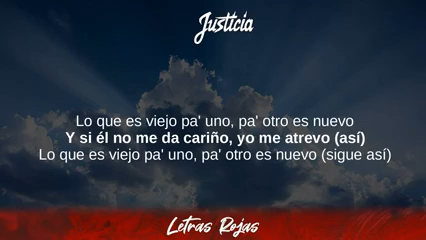 Justicia
Lo que es viejo pa' uno, pa' otro es nuevo
Y si él no me da cariño, yo me atrevo (así)
Lo que es viejo pa' uno, pa' otro es nuevo (sigue así)
Letras Rojas